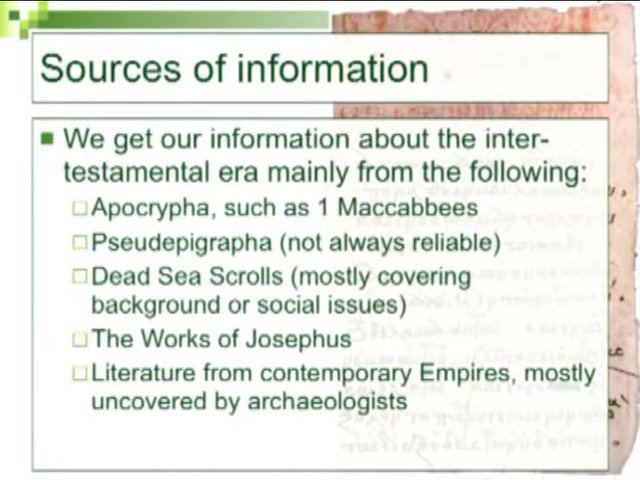 Sources of information
We get our information about the inter-
testamental era mainly from the following:
Apocrypha, such as 1 Maccabbees
Pseudepigrapha (not always reliable)
Dead Sea Scrolls (mostly covering
background or social issues)
The Works of Josephus
Literature from contemporary Empires, mostly
uncovered by archaeologists